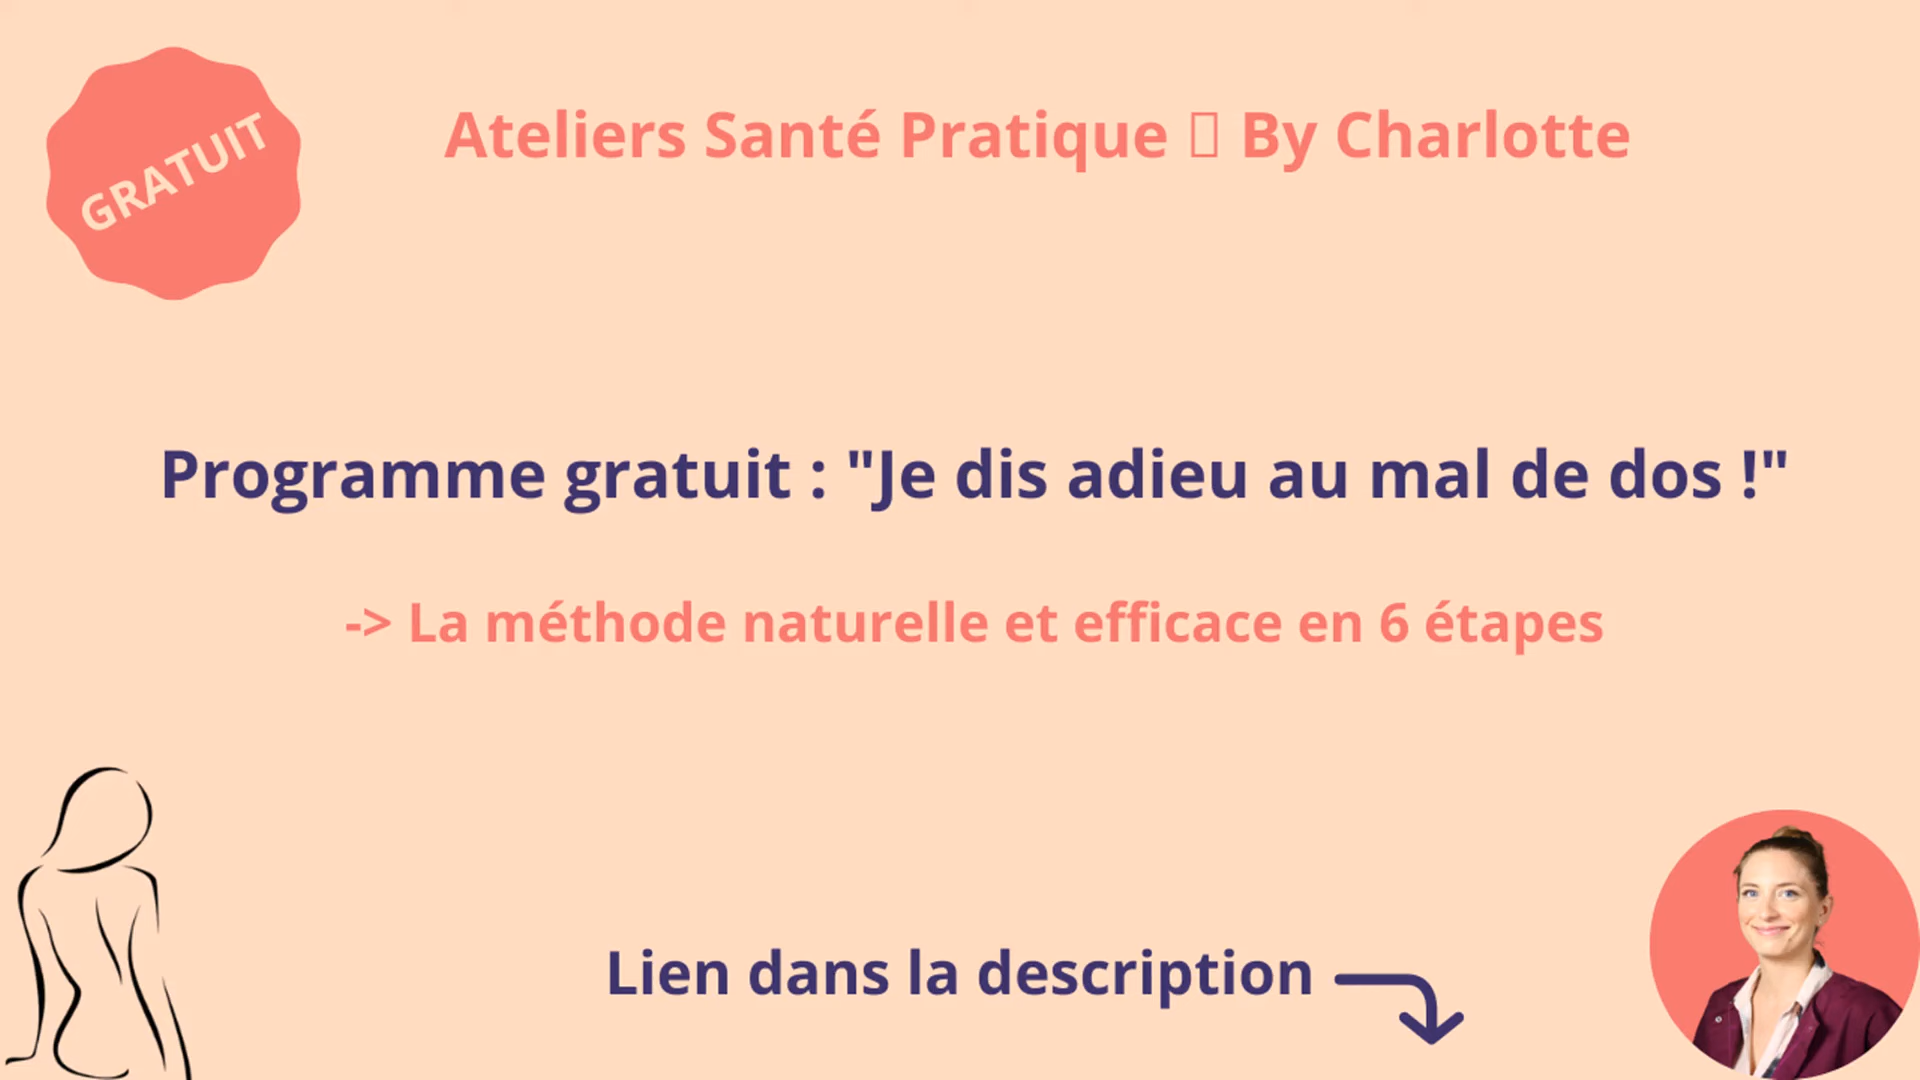 GRATUIT
Ateliers Santé Pratique ▯ By Charlotte
Programme gratuit : "Je dis adieu au mal de dos !"
-> La méthode naturelle et efficace en 6 étapes
Lien dans la description